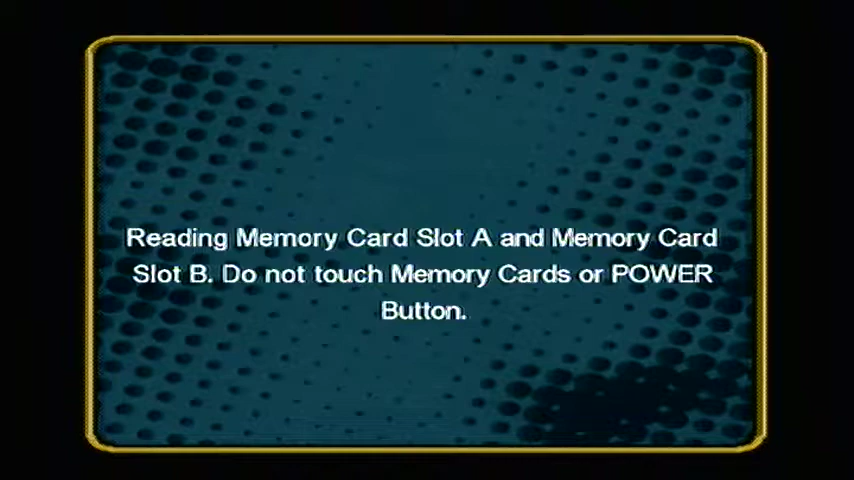 Reading Memory Card Slot A and Memory Card
Slot B. Do not touch Memory Cards or POWER
Button.